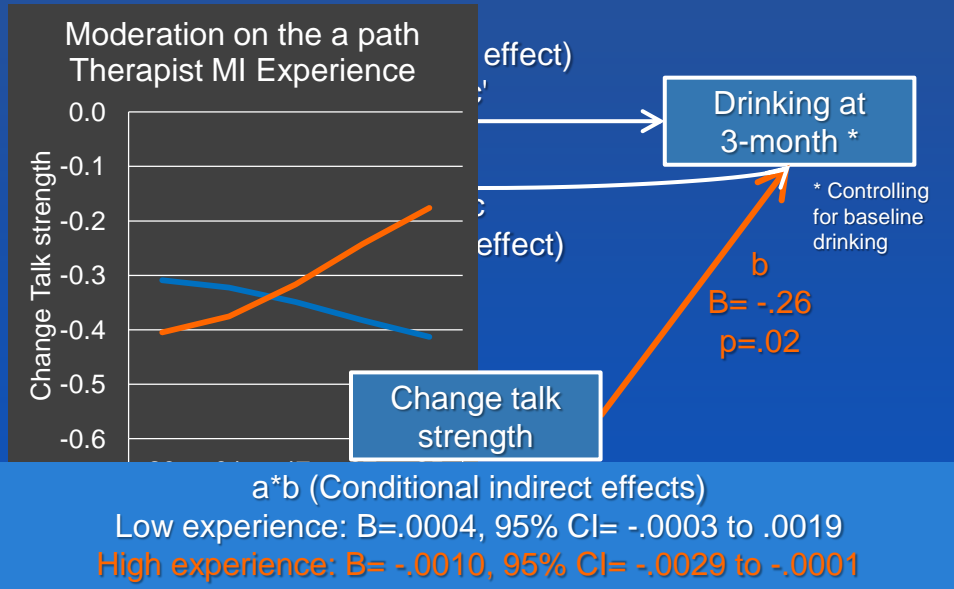 Moderation on the a path
Therapist MI Experience
0.0
-0.1
-0.2
-0.3
-0.4
-0.5
-0.6
Change Talk strength
effect)
c'
c
effect)
Drinking at
3-month *
* Controlling
for baseline
drinking
b
B= -.26
p=.02
Change talk
strength
a*b (Conditional indirect effects)
Low experience: B=.0004, 95% CI= -.0003 to .0019
High experience: B= -.0010, 95% CI= -.0029 to -.0001